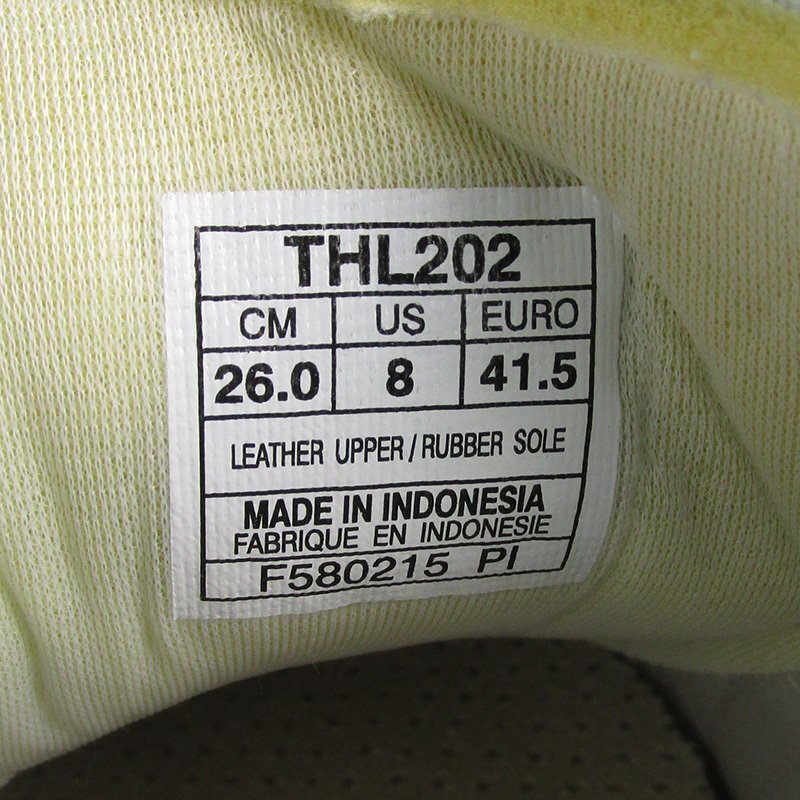 THL202
CM US EURO
26.0 8 41.5
LEATHER UPPER/RUBBER SOLE
MADE IN INDONESIA
FABRIQUE EN INDONESIE
F580215 PI